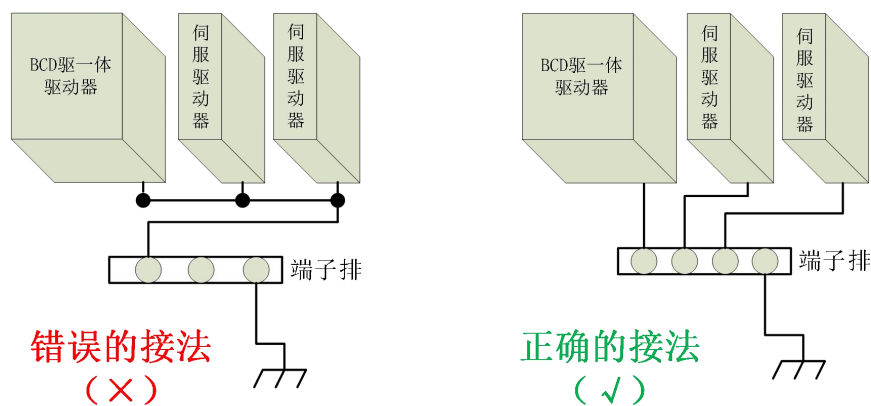 BCD驱一体
驱动器
伺服驱动器
伺服驱动器
端子排
错误的接法
（×）
BCD驱一体
驱动器
伺服驱动器
伺服驱动器
端子排
正确的接法
（√）